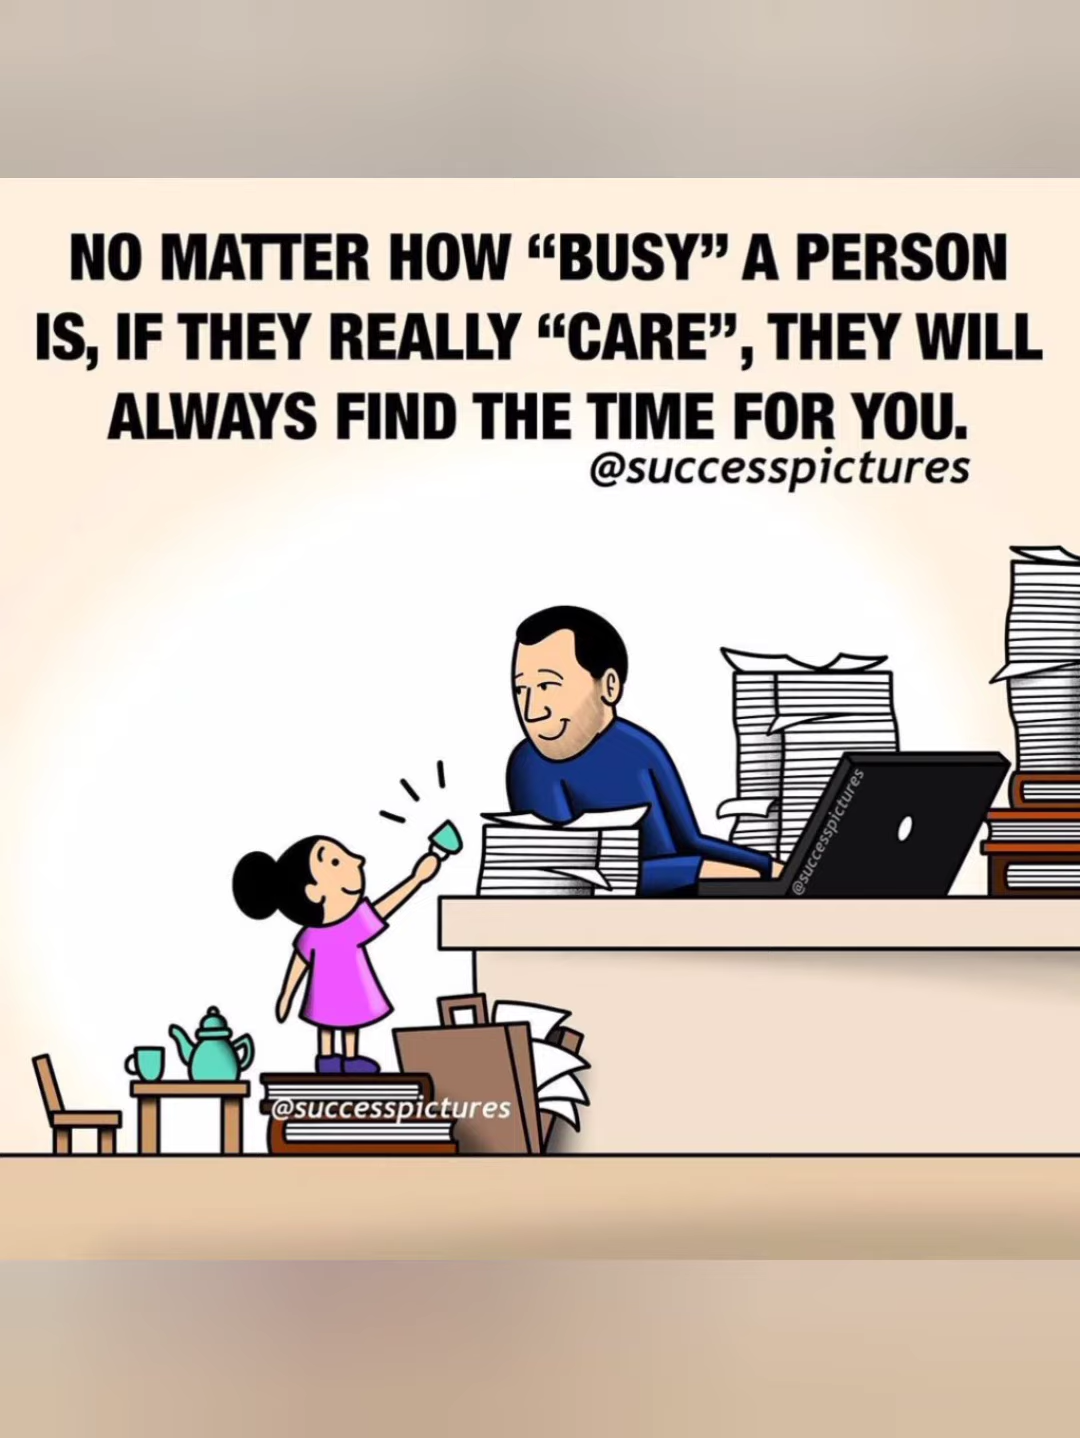 NO MATTER HOW “BUSY” A PERSON
IS, IF THEY REALLY “CARE”, THEY WILL
ALWAYS FIND THE TIME FOR YOU.
@successpictures
@successpictures
@successpictures